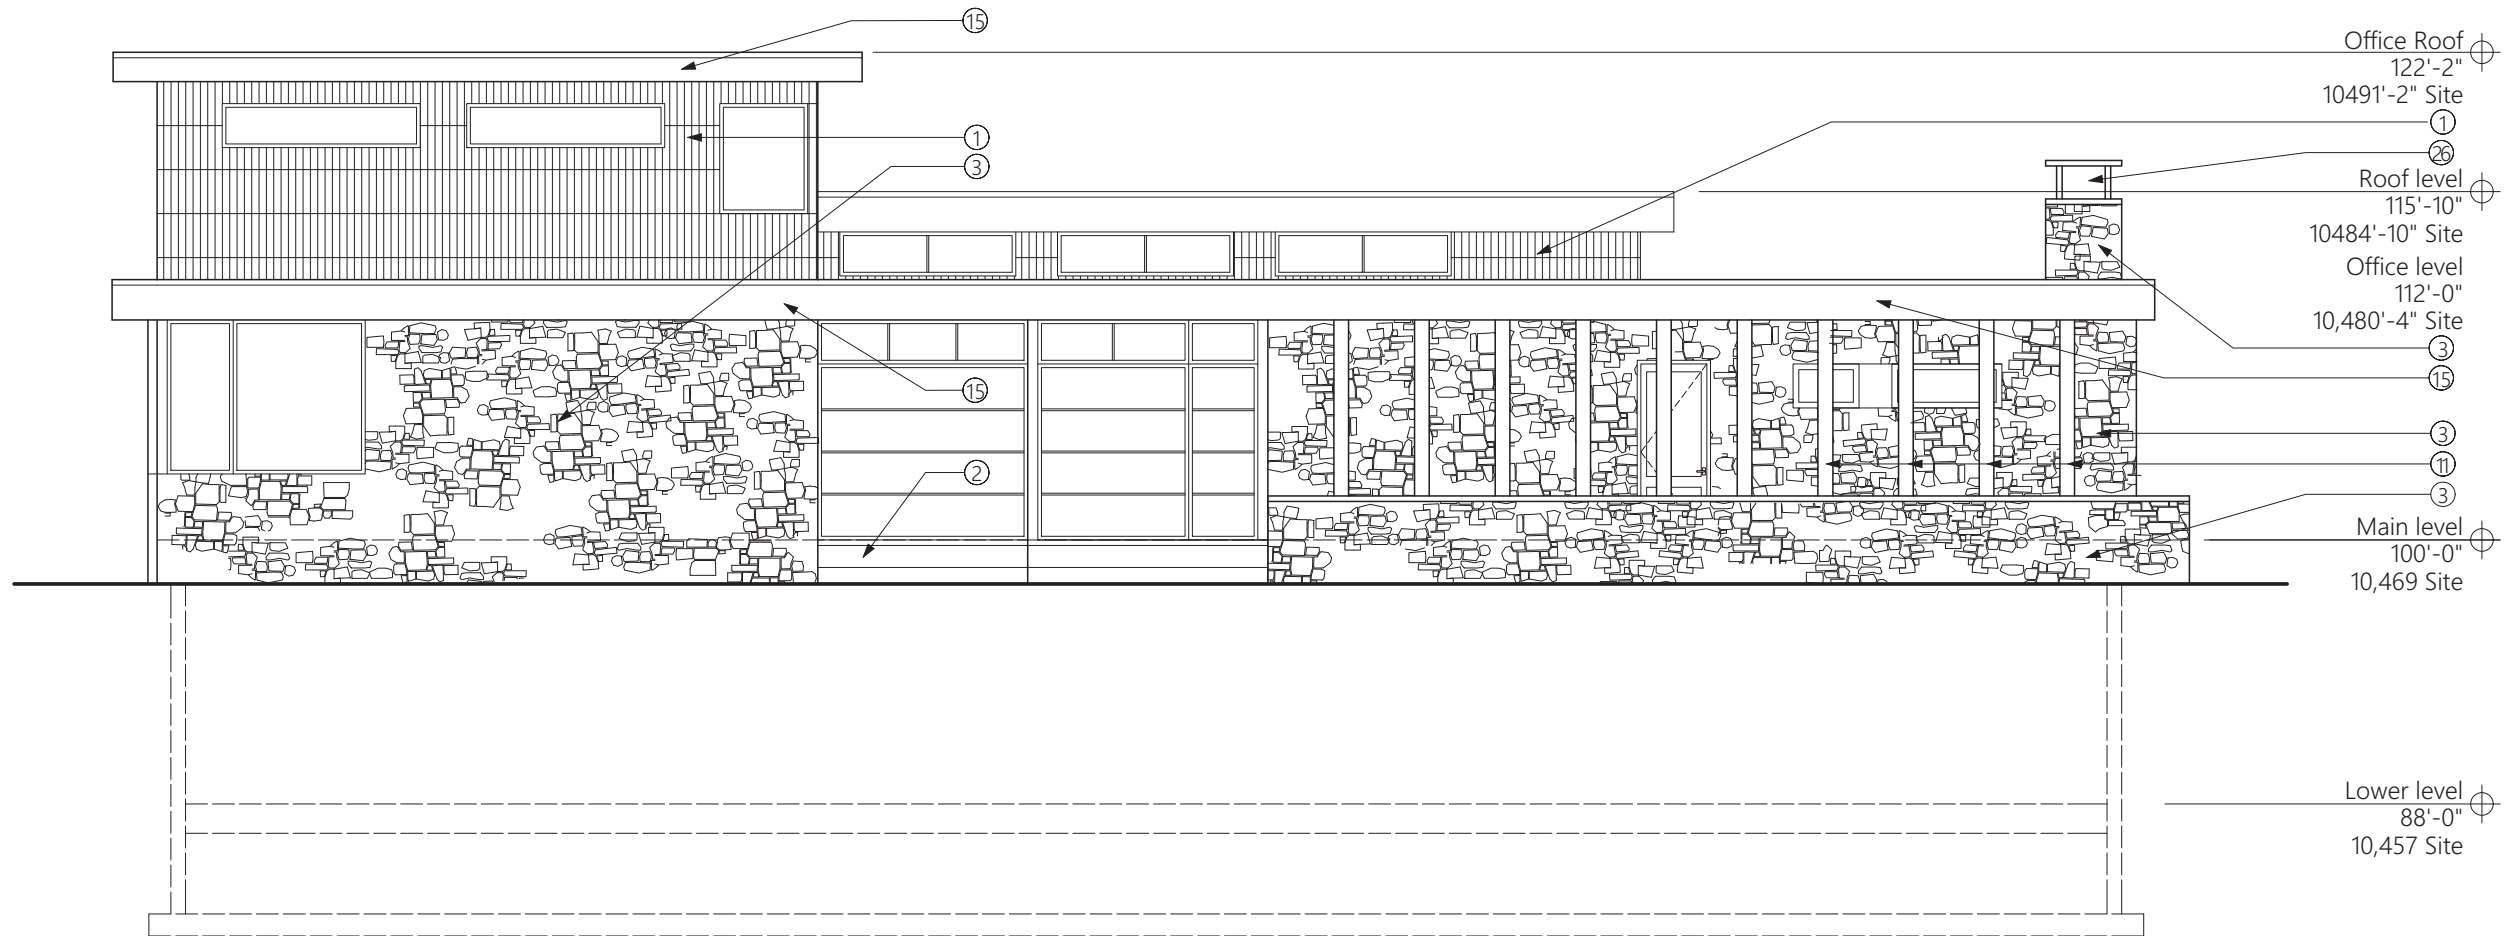 15
Office Roof
122'-2"
10491'-2" Site
1
1
26
3
Roof level
115'-10"
10484'-10" Site
Office level
112'-0"
10,480'-4" Site
3
15
15
3
11
2
3
Main level
100'-0"
10,469 Site
Lower level
88'-0"
10,457 Site